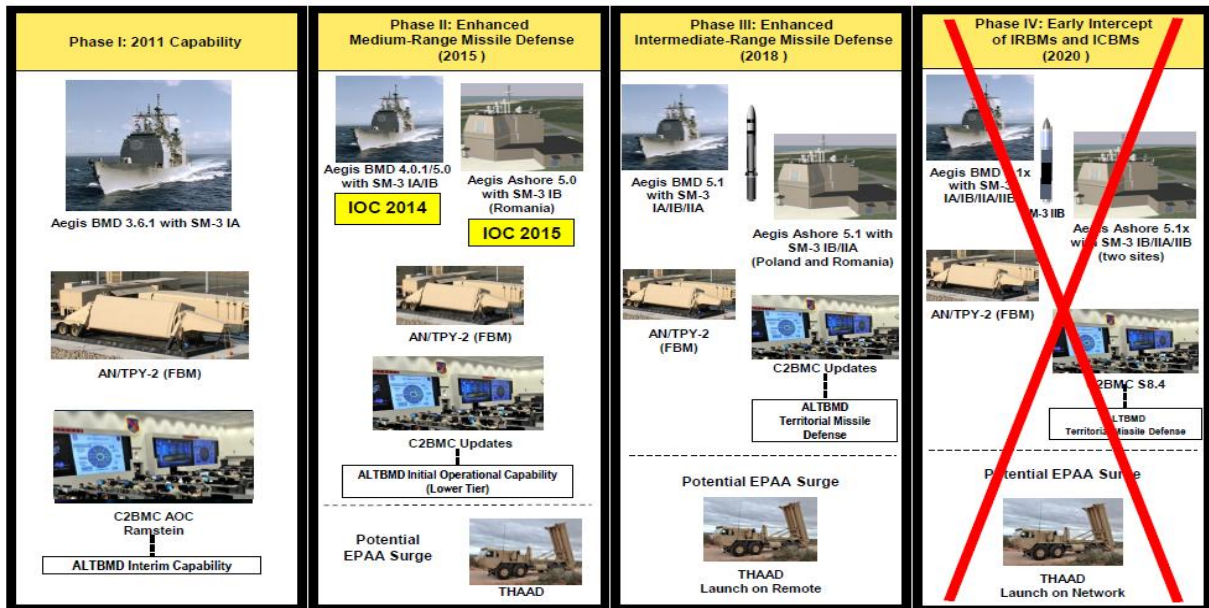 Phase I: 2011 Capability
Aegis BMD 3.6.1 with SM-3 IA
AN/TPY-2 (FBM)
C2BMC AOC
Ramstein
ALTBMD Interim Capability
Phase II: Enhanced
Medium-Range Missile Defense
(2015 )
Aegis BMD 4.0.1/5.0
with SM-3 IA/IB
IOC 2014
Aegis Ashore 5.0
with SM-3 IB
(Romania)
IOC 2015
AN/TPY-2 (FBM)
C2BMC Updates
ALTBMD Initial Operational Capability
(Lower Tier)
Potential
EPAA Surge
THAAD
Phase III: Enhanced
Intermediate-Range Missile Defense
(2018 )
Aegis BMD 5.1
with SM-3
IA/IB/IIA
Aegis Ashore 5.1 with
SM-3 IB/IIA
(Poland and Romania)
AN/TPY-2
(FBM)
C2BMC Updates
ALTBMD
Territorial Missile
Defense
Potential EPAA Surge
THAAD
Launch on Remote
Phase IV: Early Intercept
of IRBMs and ICBMs
(2020 )
Aegis BMD
with SM-3
IA/IB/IIA/IIB
SM-3 IIB
Aegis Ashore 5.1x
with SM-3 IB/IIA/IIB
(two sites)
AN/TPY-2 (FBM)
C2BMC S8.4
ALTBMD
Territorial Missile Defense
Potential EPAA Surge
THAAD
Launch on Network